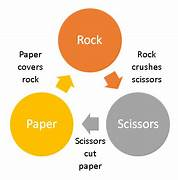 Rock
Paper
covers
rock
Rock
crushes
scissors
Paper
Scissors
Scissors
cut
paper